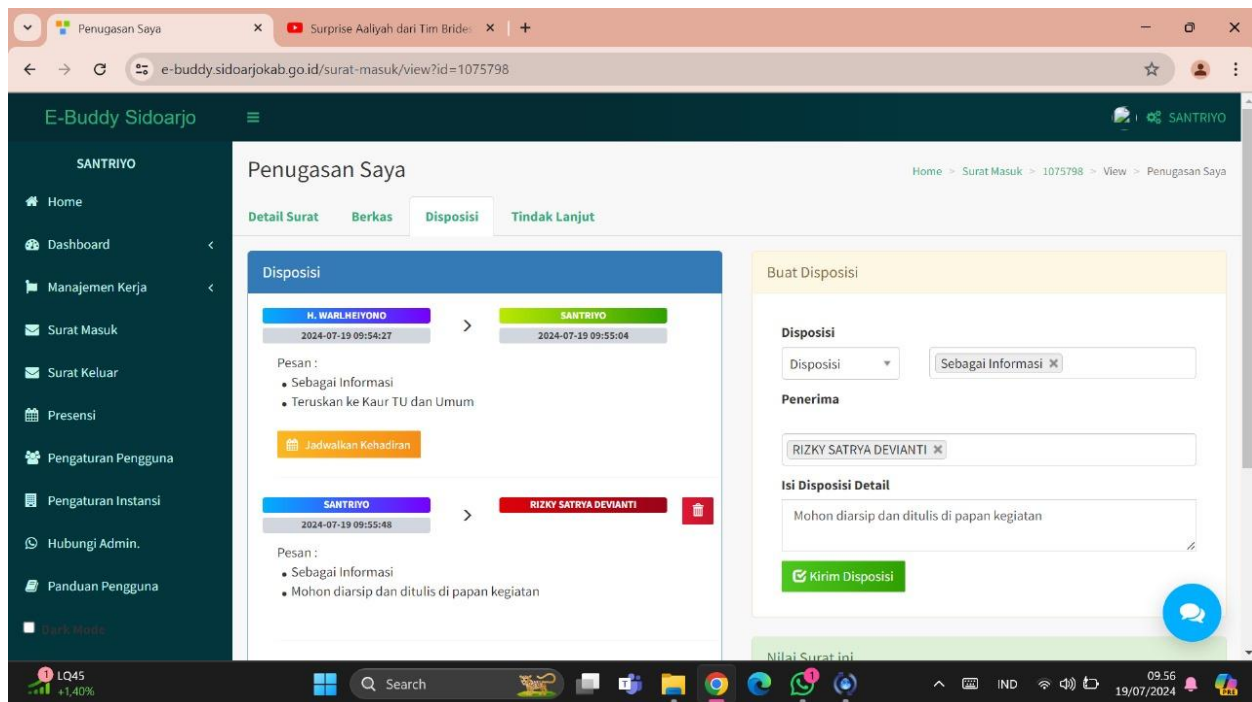 Penugasan Saya
Surprise Aaliyah dari Tim Brides
e-buddy.sidoarjokab.go.id/surat-masuk/view?id=1075798
E-Buddy Sidoarjo
SANTRIYO
SANTRIYO
Home
Dashboard
Manajemen Kerja
Surat Masuk
Surat Keluar
Presensi
Pengaturan Pengguna
Pengaturan Instansi
Hubungi Admin.
Panduan Pengguna
Dark Mode
Penugasan Saya
Home > Surat Masuk > 1075798 > View > Penugasan Saya
Detail Surat Berkas Disposisi Tindak Lanjut
Disposisi
H. WARLHEIYONO > SANTRIYO
2024-07-19 09:54:27 2024-07-19 09:55:04
Pesan :
• Sebagai Informasi
• Teruskan ke Kaur TU dan Umum
Jadwalkan Kehadiran
SANTRIYO > RIZKY SATRYA DEVIANTI
2024-07-19 09:55:48
Pesan :
• Sebagai Informasi
• Mohon diarsip dan ditulis di papan kegiatan
Buat Disposisi
Disposisi
Disposisi Sebagai Informasi
Penerima
RIZKY SATRYA DEVIANTI
Isi Disposisi Detail
Mohon diarsip dan ditulis di papan kegiatan
Kirim Disposisi
Nilai Surat ini
1
LQ45
+1,40%
Search
IND
09.56
19/07/2024
PRE